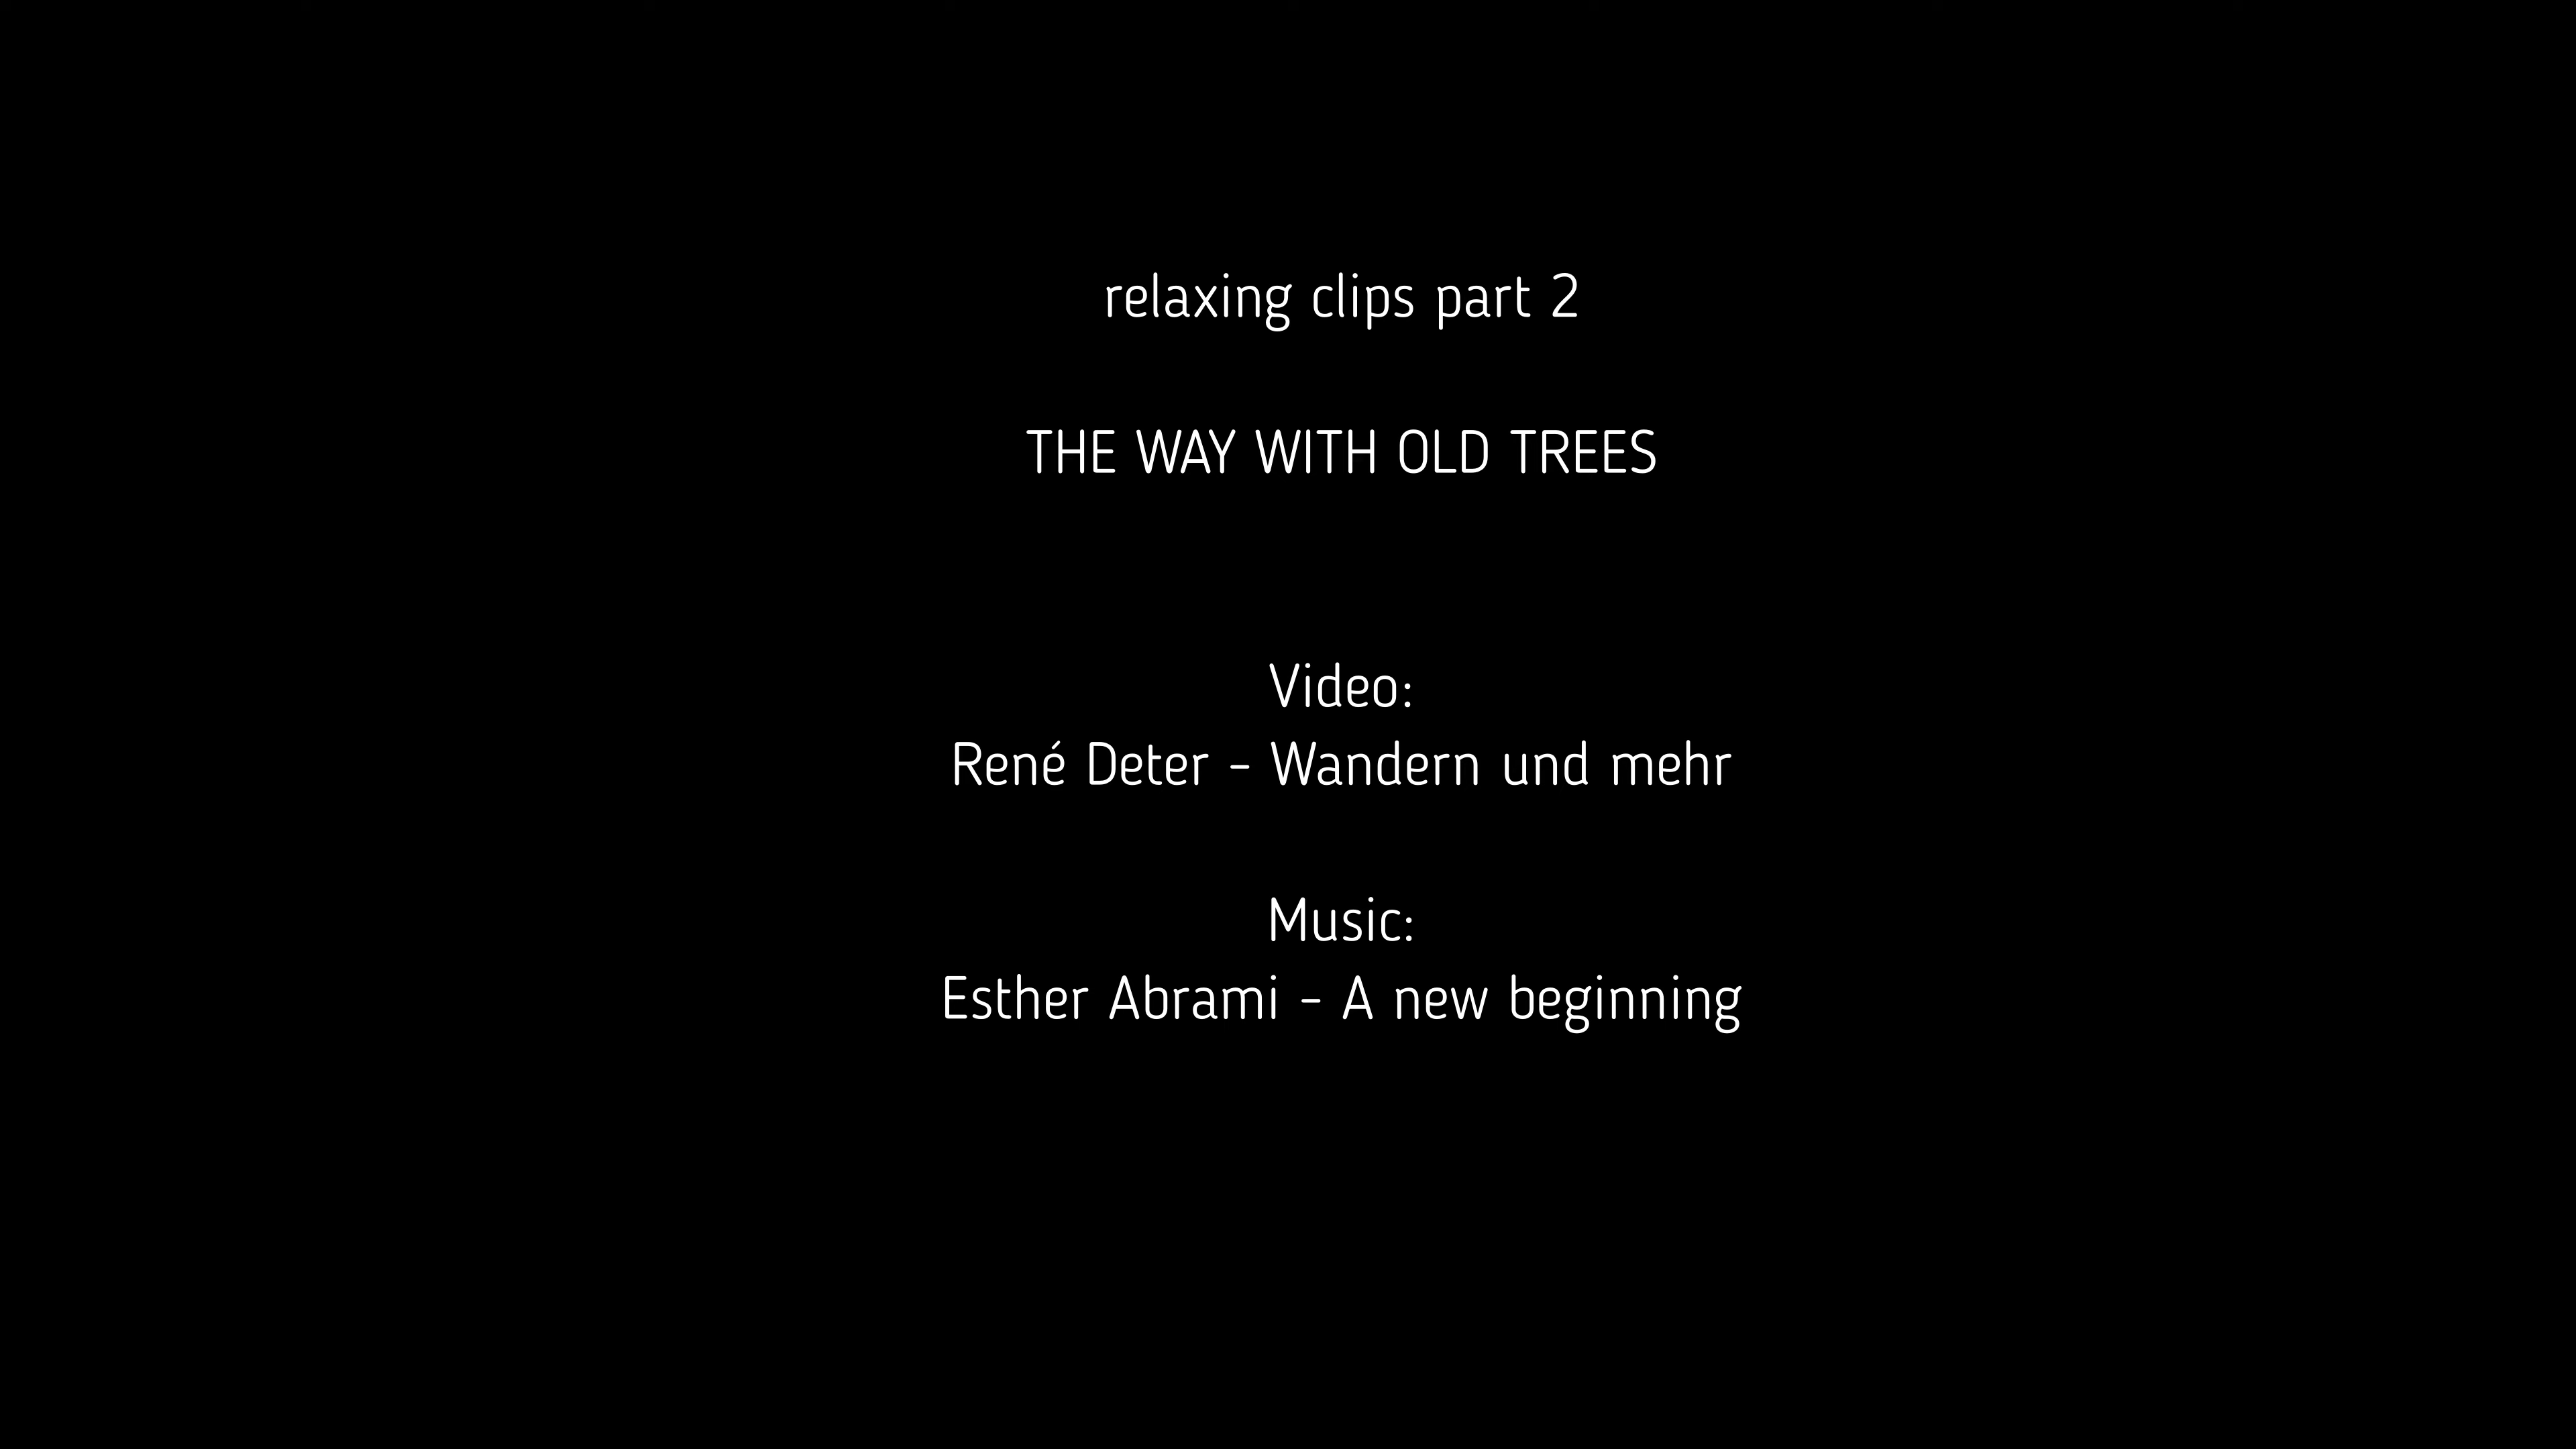 relaxing clips part 2
THE WAY WITH OLD TREES
Video:
René Deter - Wandern und mehr
Music:
Esther Abrami - A new beginning